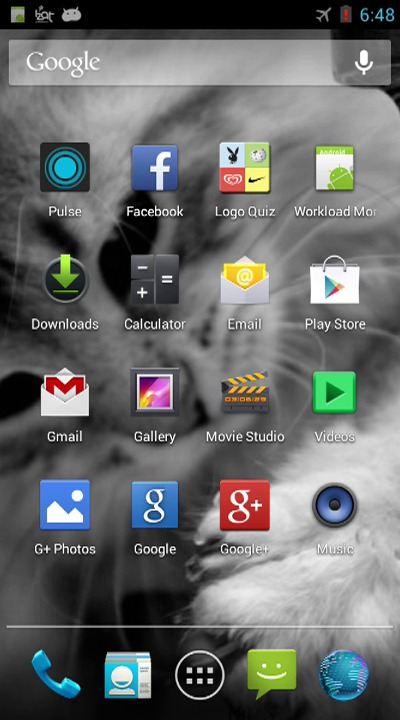 6:48
Google
Android
Pulse
Facebook
Logo Quiz
Workload Mo
Downloads
Calculator
Email
Play Store
Gmail
Gallery
Movie Studio
Videos
G+ Photos
Google
Google+
Music